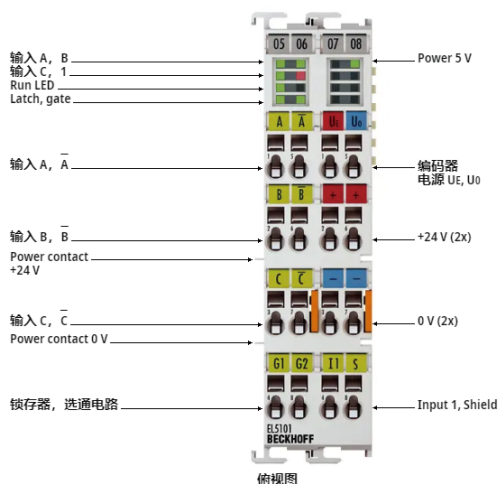 05 06 07 08
输入 A， B
输入 C， 1
Run LED
Latch, gate
Power 5 V
A A̅ UE U0
输入 A， A̅
编码器
电源 UE, U0
B B̅ + +
输入 B， B̅
+24 V (2x)
Power contact
+24 V
C C̅ − −
输入 C， C̅
0 V (2x)
Power contact 0 V
G1 G2 I1 S
锁存器，选通电路
Input 1, Shield
EL5101
BECKHOFF
俯视图